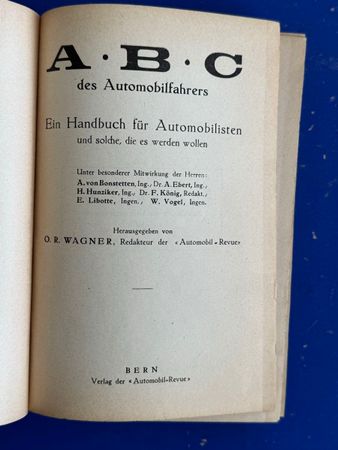 A · B · C
des Automobilfahrers
Ein Handbuch für Automobilisten
und solche, die es werden wollen
Unter besonderer Mitwirkung der Herren:
A. von Bonstetten, Ing., Dr. A. Ebert, Ing.,
H. Hunziker, Ing., Dr. F. König, Redakt.,
E. Libotte, Ingen., W. Vogel, Ingen.
Herausgegeben von
O. R. WAGNER, Redakteur der «Automobil-Revue»
BERN
Verlag der «Automobil-Revue»